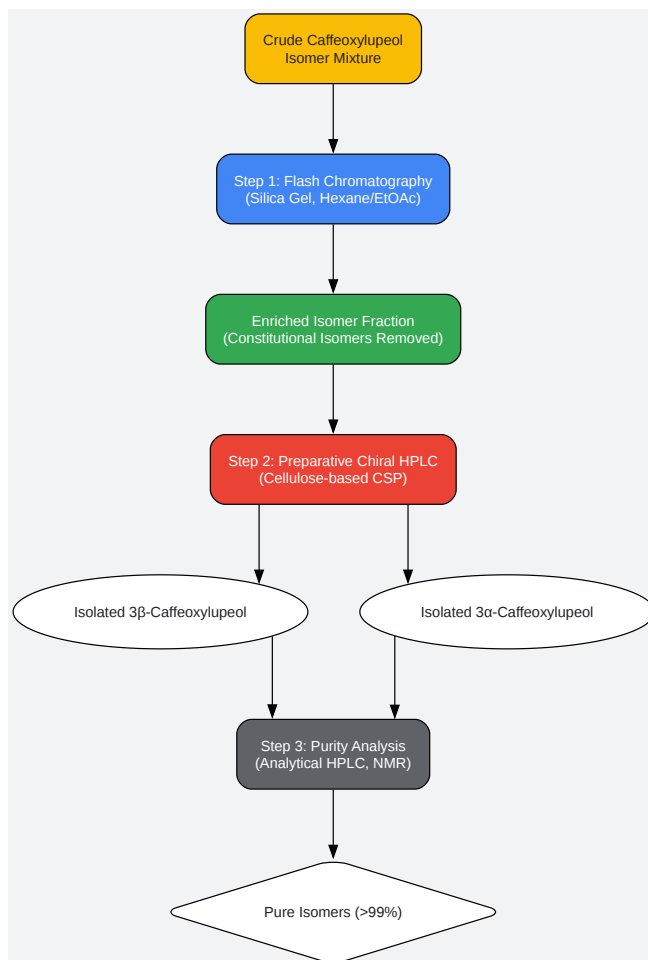 Crude Caffeoxylupeol
Isomer Mixture
Step 1: Flash Chromatography
(Silica Gel, Hexane/EtOAc)
Enriched Isomer Fraction
(Constitutional Isomers Removed)
Step 2: Preparative Chiral HPLC
(Cellulose-based CSP)
Isolated 3β-Caffeoxylupeol
Isolated 3α-Caffeoxylupeol
Step 3: Purity Analysis
(Analytical HPLC, NMR)
Pure Isomers (>99%)